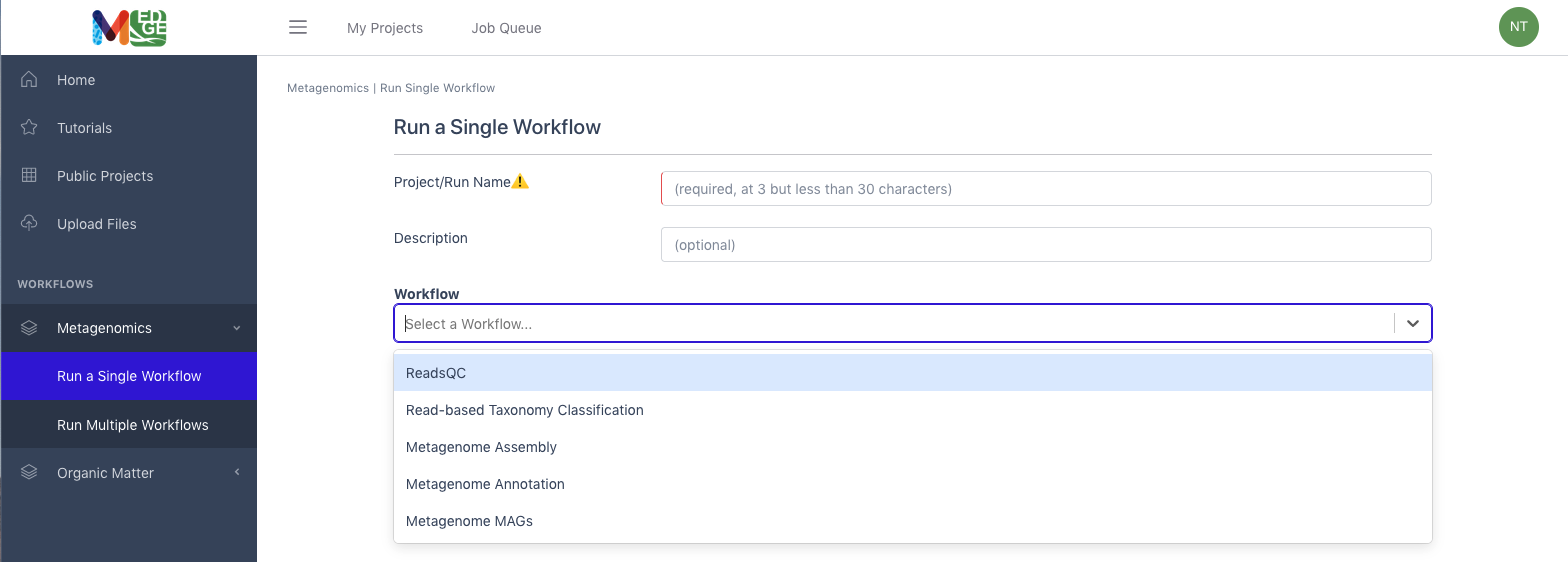 MEDGE
My Projects
Job Queue
NT
Home
Tutorials
Public Projects
Upload Files
WORKFLOWS
Metagenomics
Run a Single Workflow
Run Multiple Workflows
Organic Matter
Metagenomics | Run Single Workflow
Run a Single Workflow
Project/Run Name
(required, at 3 but less than 30 characters)
Description
(optional)
Workflow
Select a Workflow...
ReadsQC
Read-based Taxonomy Classification
Metagenome Assembly
Metagenome Annotation
Metagenome MAGs